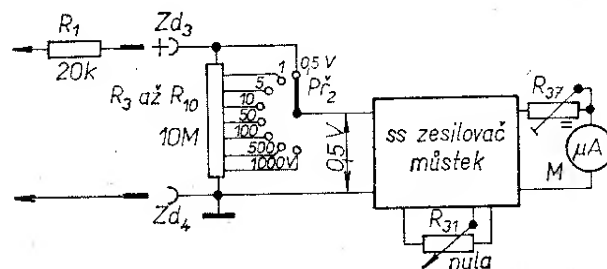 R1
20k
Zd3
R3 až R10
10M
1
5
10
50
100
500
1000V
0,5 V
Př2
0,5 V
ss zesilovač
můstek
R37
=
μA
M
R31
nula
Zd4